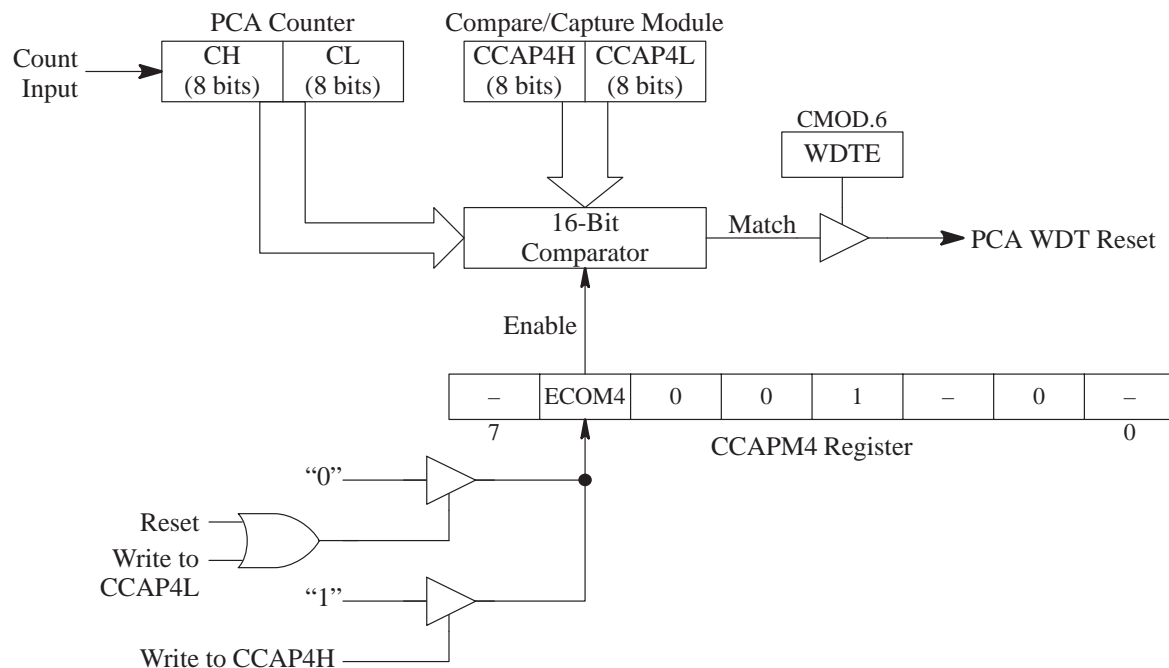 PCA Counter
Compare/Capture Module
Count
Input
CH
(8 bits)
CL
(8 bits)
CCAP4H
(8 bits)
CCAP4L
(8 bits)
CMOD.6
WDTE
16-Bit
Comparator
Match
PCA WDT Reset
Enable
– ECOM4 0 0 1 – 0 –
7 0
CCAPM4 Register
“0”
Reset
Write to
CCAP4L
“1”
Write to CCAP4H